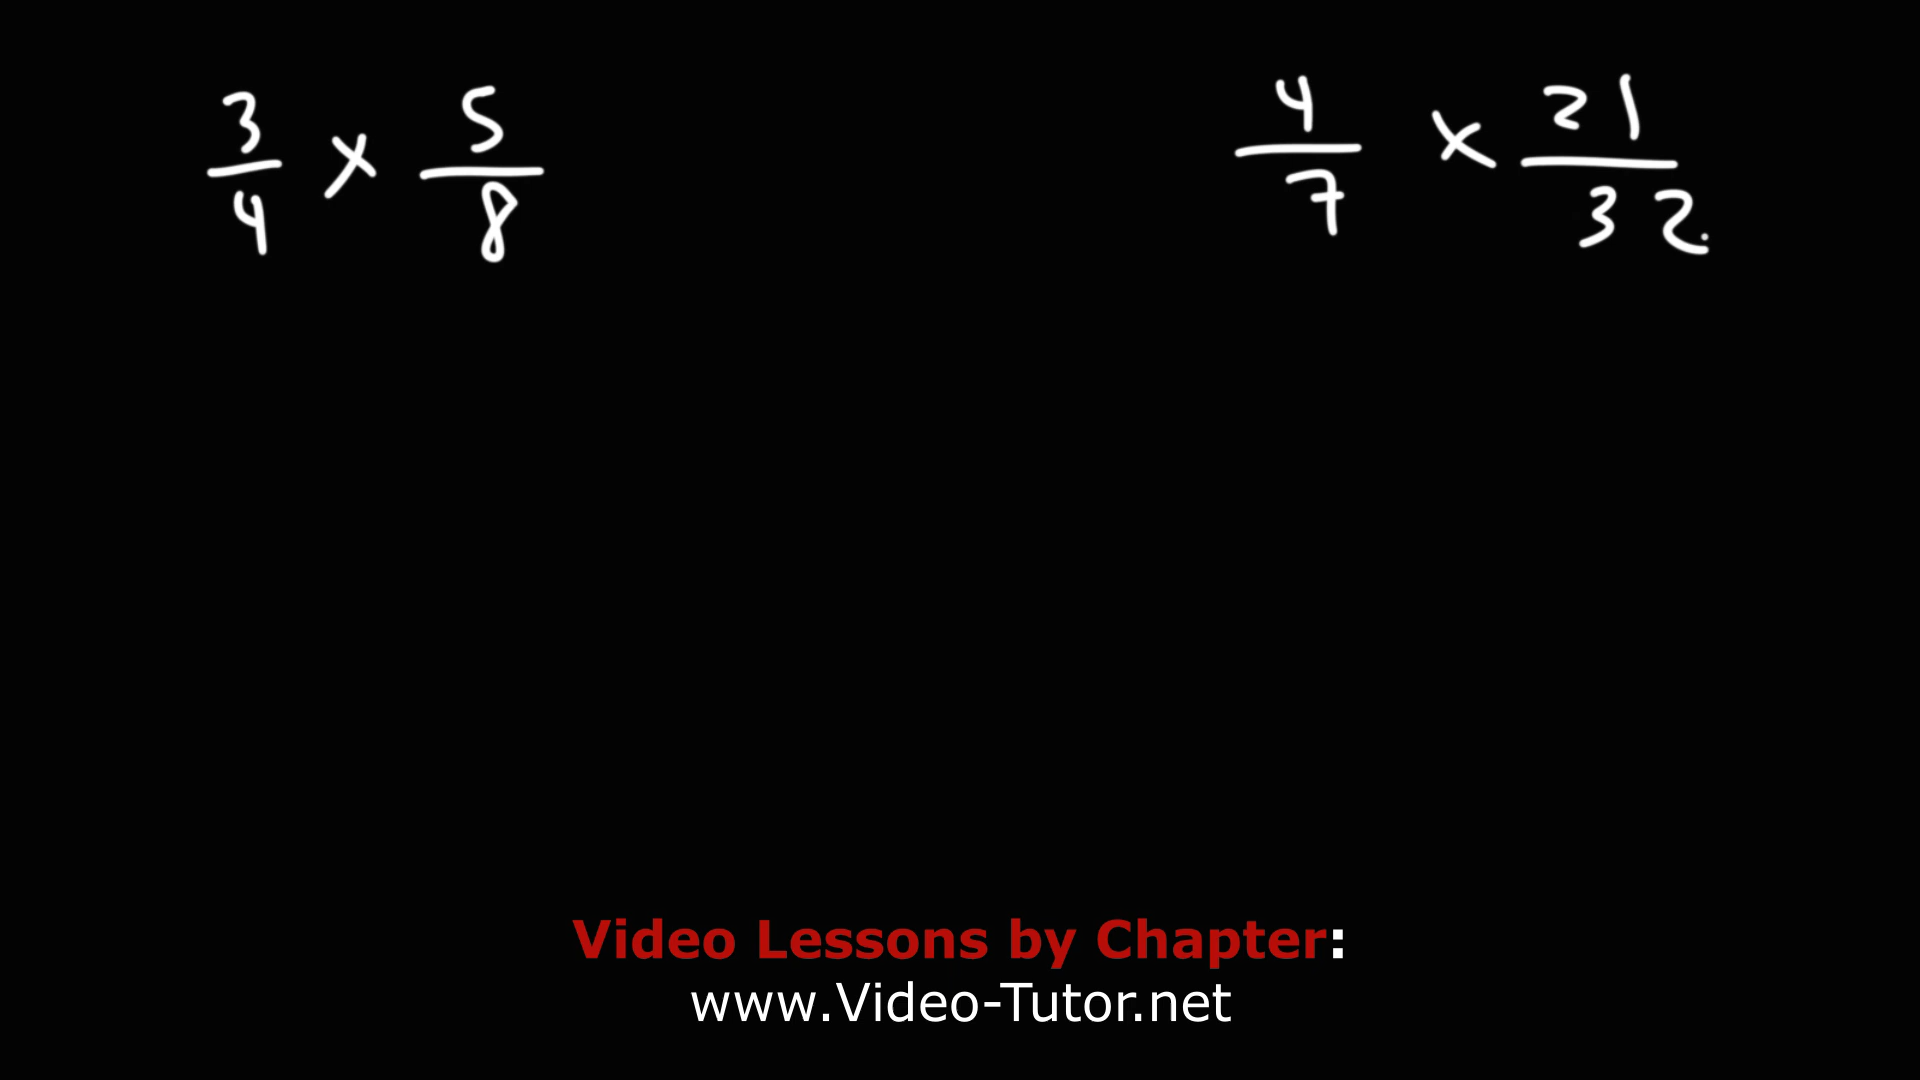 3/4 x 5/8
4/7 x 21/32
Video Lessons by Chapter:
www.Video-Tutor.net